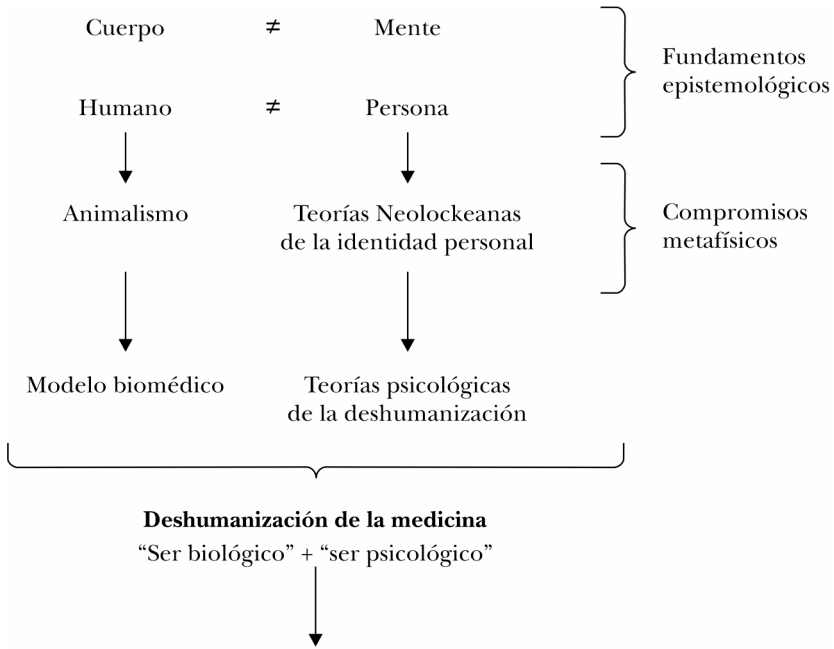 Cuerpo ≠ Mente
Fundamentos
epistemológicos
Humano ≠ Persona
Animalismo
Teorías Neolockeanas
de la identidad personal
Compromisos
metafísicos
Modelo biomédico
Teorías psicológicas
de la deshumanización
Deshumanización de la medicina
“Ser biológico” + “ser psicológico”